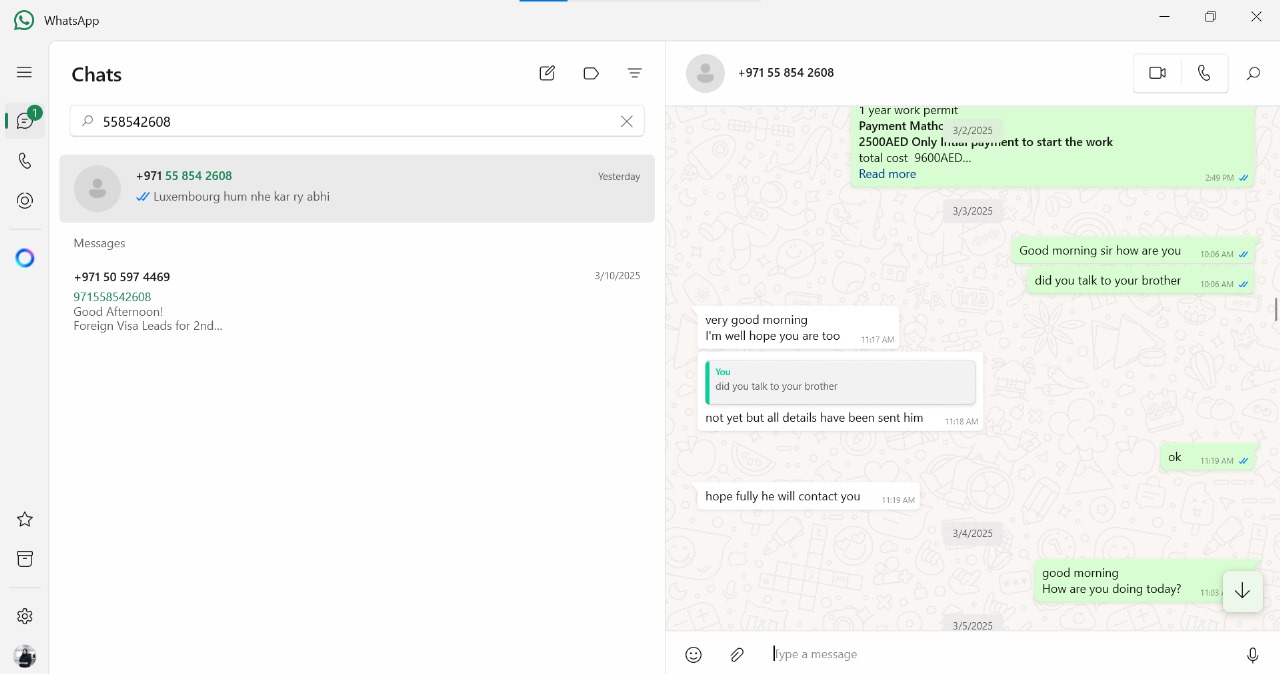 WhatsApp
Chats
1
558542608
+971 55 854 2608
Yesterday
Luxembourg hum nhe kar ry abhi
Messages
+971 50 597 4469
3/10/2025
971558542608
Good Afternoon!
Foreign Visa Leads for 2nd...
+971 55 854 2608
1 year work permit
Payment Mathc
3/2/2025
2500AED Only Initial payment to start the work
total cost 9600AED...
Read more
2:49 PM
3/3/2025
Good morning sir how are you
10:06 AM
did you talk to your brother
10:06 AM
very good morning
I'm well hope you are too
11:17 AM
You
did you talk to your brother
not yet but all details have been sent him
11:18 AM
ok
11:19 AM
hope fully he will contact you
11:19 AM
3/4/2025
good morning
How are you doing today?
11:03
3/5/2025
Type a message